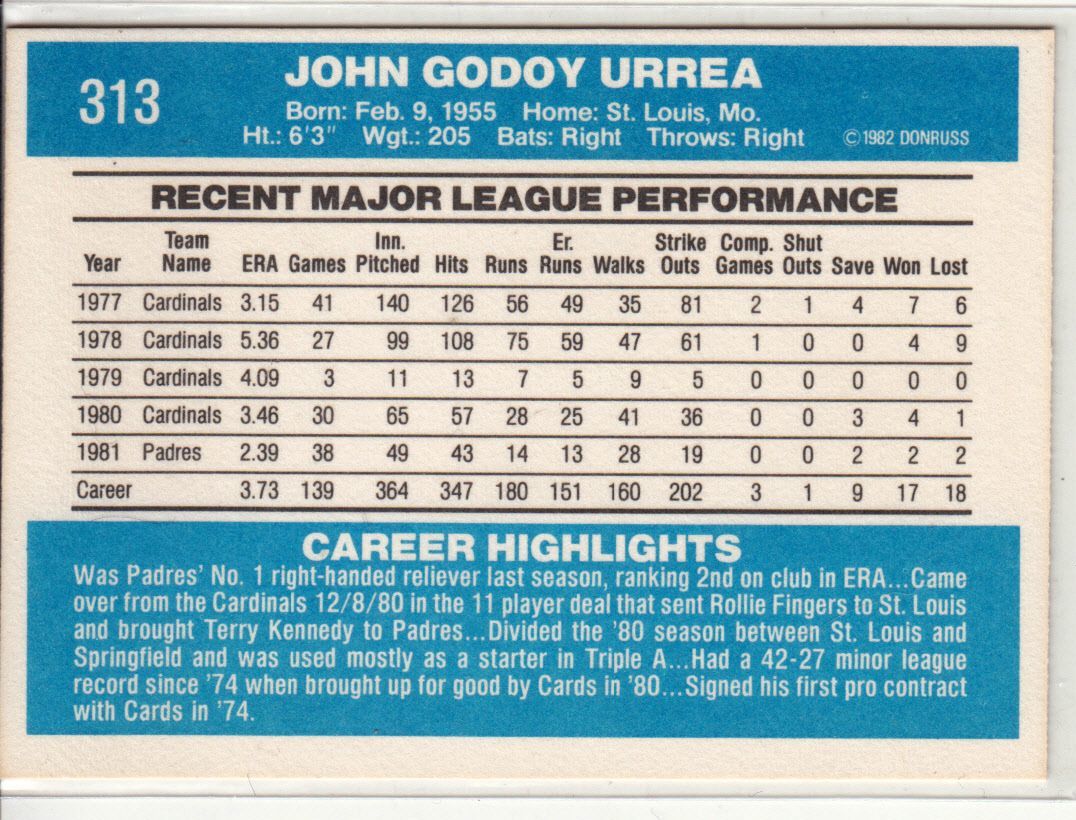 313
JOHN GODOY URREA
Born: Feb. 9, 1955 Home: St. Louis, Mo.
Ht.: 6'3" Wgt.: 205 Bats: Right Throws: Right ©1982 DONRUSS
RECENT MAJOR LEAGUE PERFORMANCE
Team Inn. Er. Strike Comp. Shut
Year Name ERA Games Pitched Hits Runs Runs Walks Outs Games Outs Save Won Lost
1977 Cardinals 3.15 41 140 126 56 49 35 81 2 1 4 7 6
1978 Cardinals 5.36 27 99 108 75 59 47 61 1 0 0 4 9
1979 Cardinals 4.09 3 11 13 7 5 9 5 0 0 0 0 0
1980 Cardinals 3.46 30 65 57 28 25 41 36 0 0 3 4 1
1981 Padres 2.39 38 49 43 14 13 28 19 0 0 2 2 2
Career 3.73 139 364 347 180 151 160 202 3 1 9 17 18
CAREER HIGHLIGHTS
Was Padres' No. 1 right-handed reliever last season, ranking 2nd on club in ERA...Came
over from the Cardinals 12/8/80 in the 11 player deal that sent Rollie Fingers to St. Louis
and brought Terry Kennedy to Padres...Divided the '80 season between St. Louis and
Springfield and was used mostly as a starter in Triple A...Had a 42-27 minor league
record since '74 when brought up for good by Cards in '80...Signed his first pro contract
with Cards in '74.